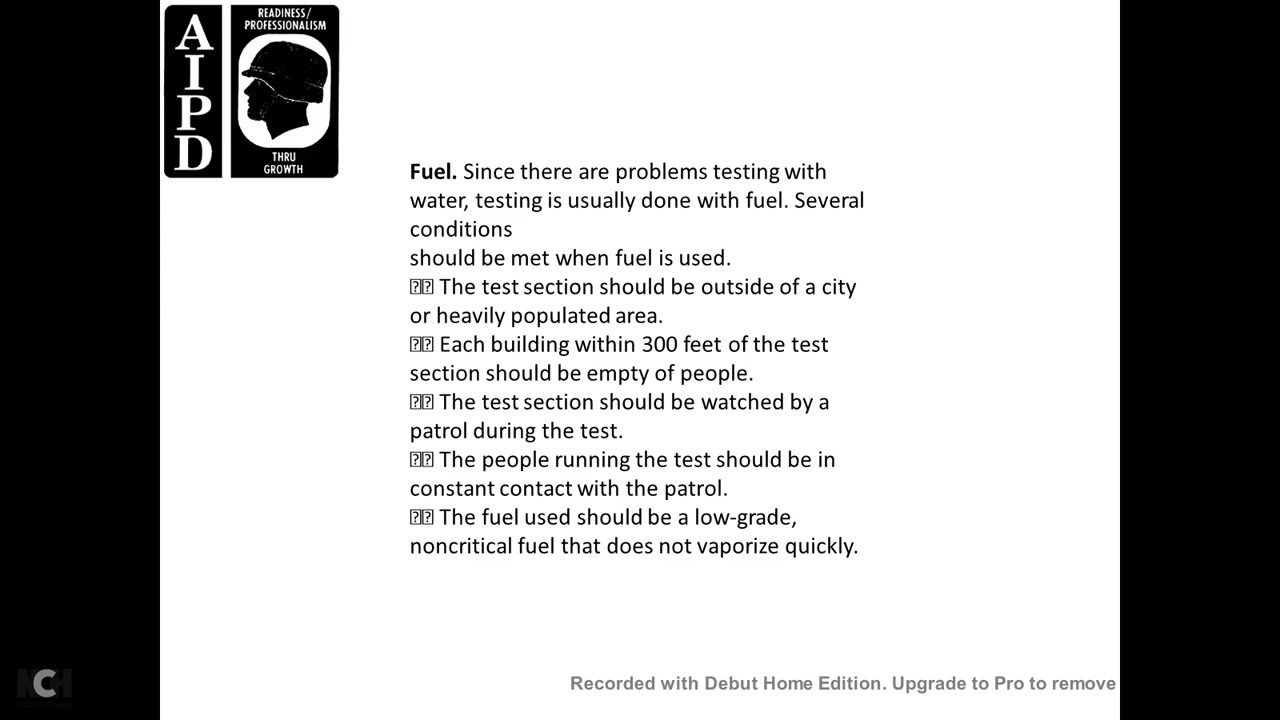 READINESS/
PROFESSIONALISM
AIPD
THRU
GROWTH
Fuel. Since there are problems testing with
water, testing is usually done with fuel. Several
conditions
should be met when fuel is used.
⍰⍰ The test section should be outside of a city
or heavily populated area.
⍰⍰ Each building within 300 feet of the test
section should be empty of people.
⍰⍰ The test section should be watched by a
patrol during the test.
⍰⍰ The people running the test should be in
constant contact with the patrol.
⍰⍰ The fuel used should be a low-grade,
noncritical fuel that does not vaporize quickly.
NCH
Recorded with Debut Home Edition. Upgrade to Pro to remove